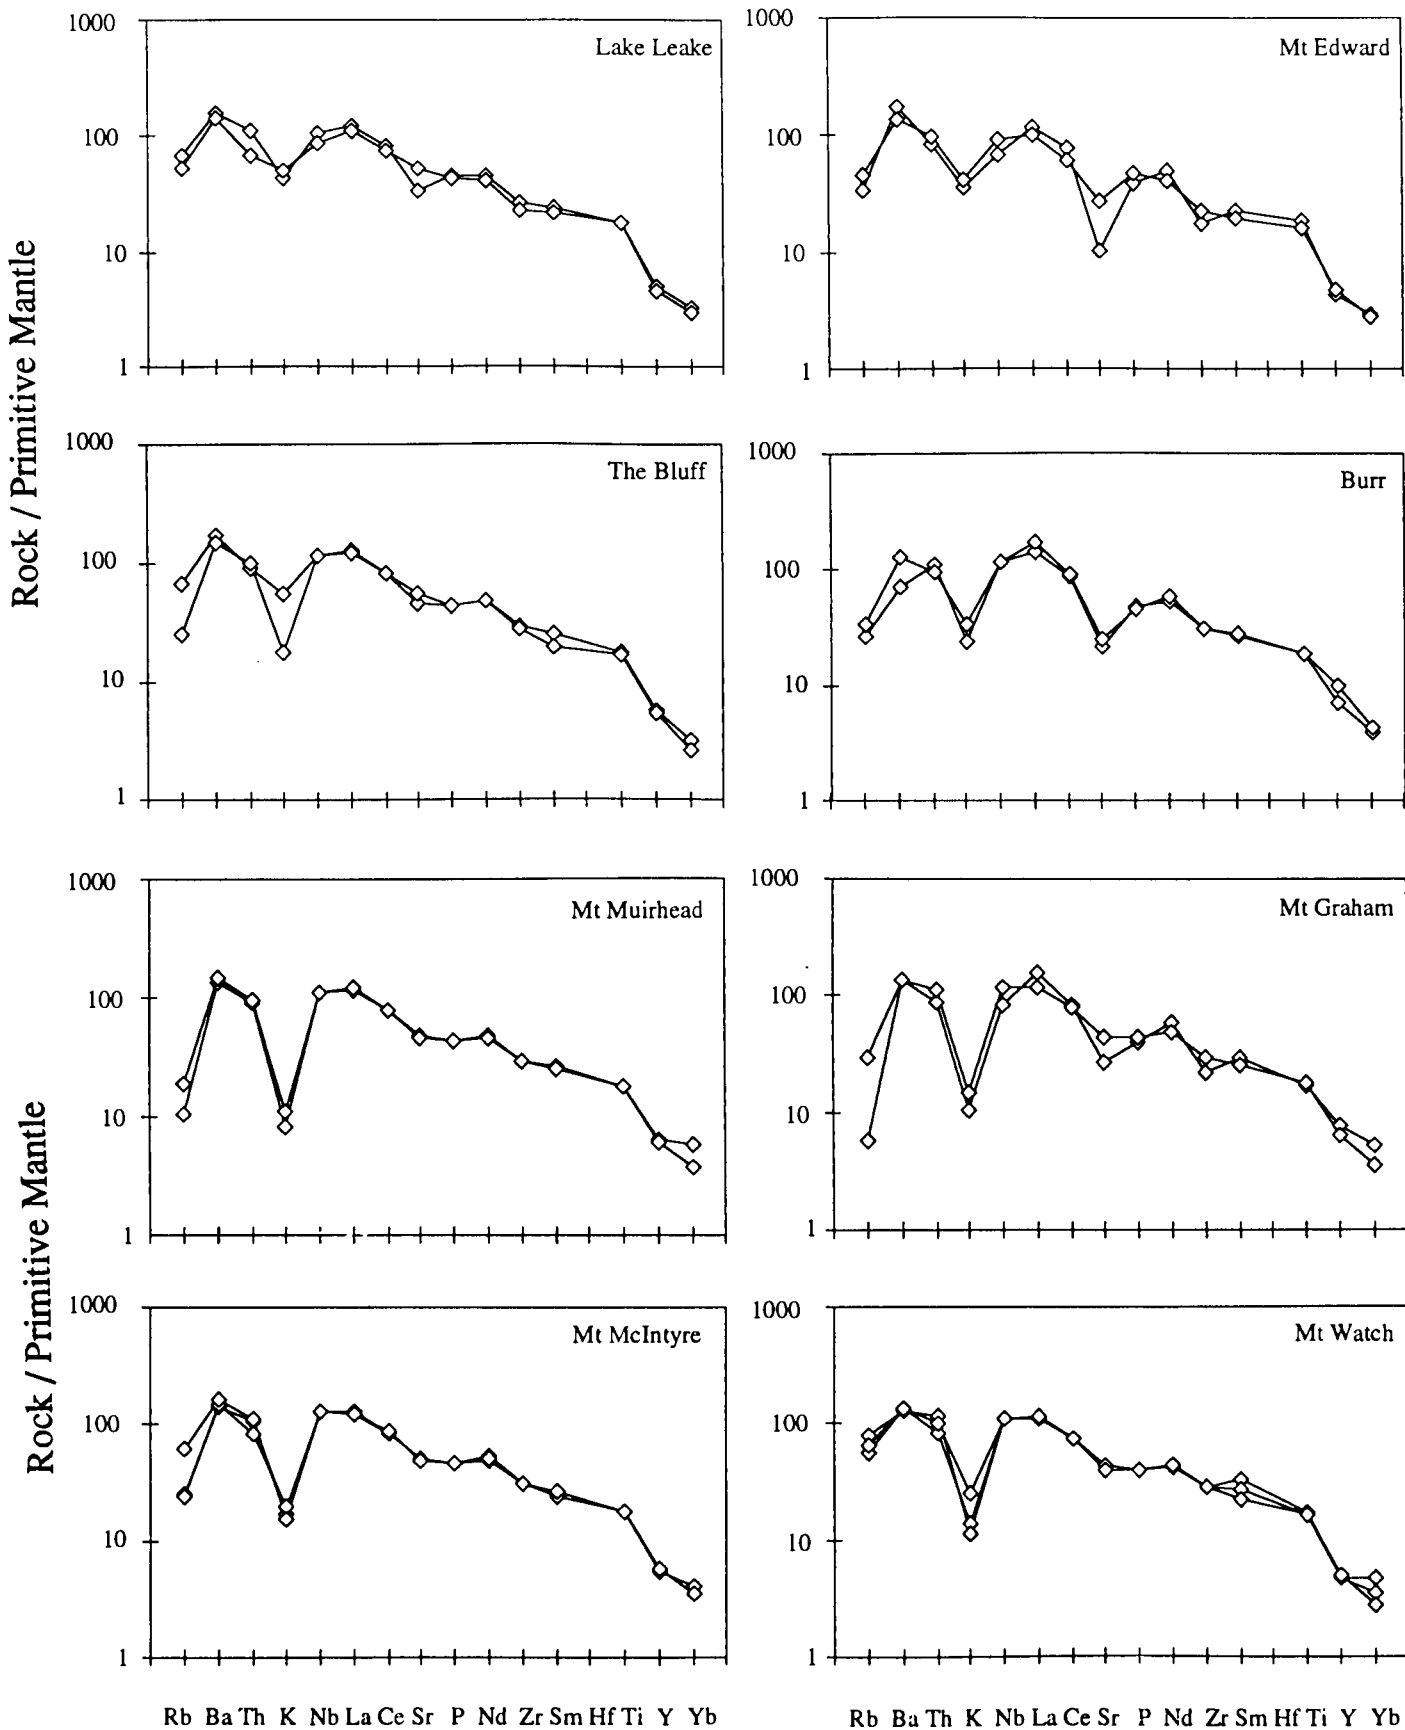 Rock / Primitive Mantle
1000
100
10
1
Lake Leake
1000
100
10
1
Mt Edward
1000
100
10
1
The Bluff
1000
100
10
1
Burr
Rock / Primitive Mantle
1000
100
10
1
Mt Muirhead
1000
100
10
1
Mt Graham
1000
100
10
1
Mt McIntyre
1000
100
10
1
Mt Watch
Rb Ba Th K Nb La Ce Sr P Nd Zr Sm Hf Ti Y Yb
Rb Ba Th K Nb La Ce Sr P Nd Zr Sm Hf Ti Y Yb